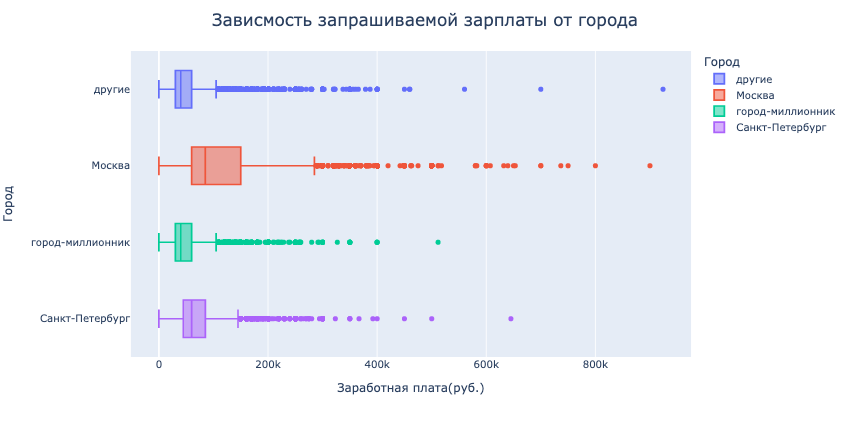 Зависмость запрашиваемой зарплаты от города
Город
другие
Москва
город-миллионник
Санкт-Петербург
0
200k
400k
600k
800k
Заработная плата(руб.)
Город
другие
Москва
город-миллионник
Санкт-Петербург